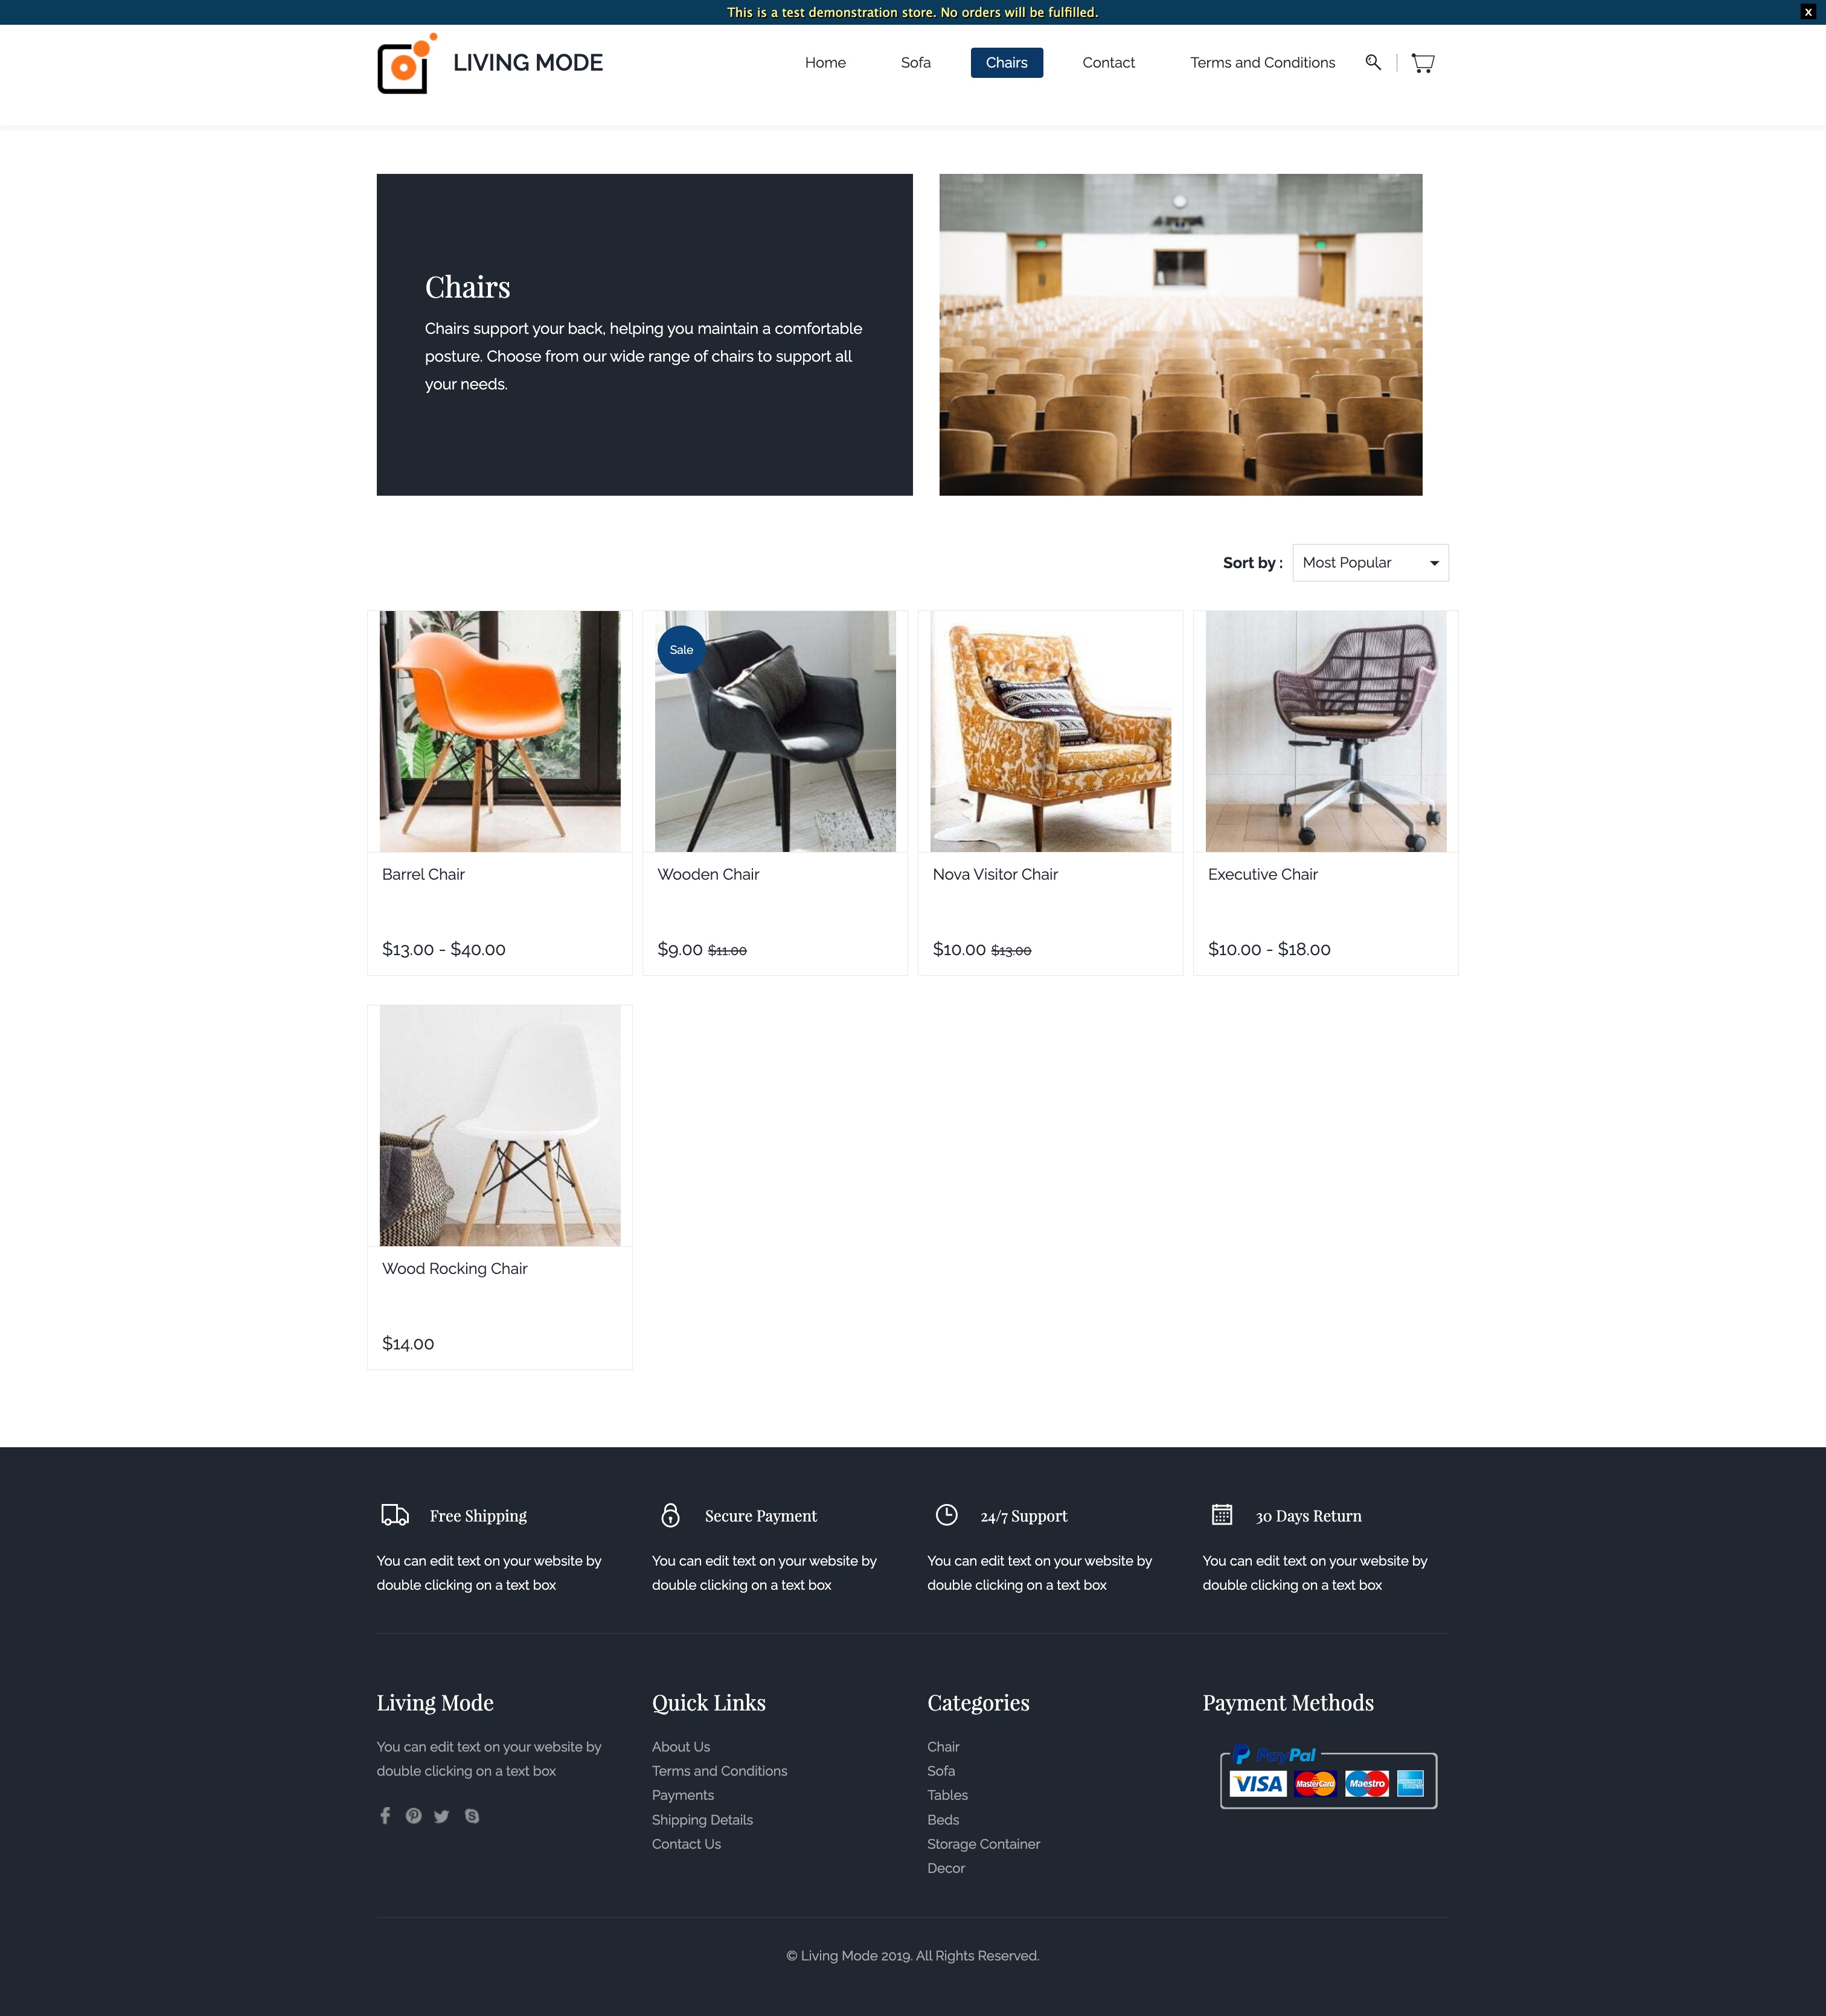 This is a test demonstration store. No orders will be fulfilled.
x
LIVING MODE
Home
Sofa
Chairs
Contact
Terms and Conditions
Chairs
Chairs support your back, helping you maintain a comfortable
posture. Choose from our wide range of chairs to support all
your needs.
Sort by :
Most Popular
Sale
Barrel Chair
$13.00 - $40.00
Wooden Chair
$9.00 $11.00
Nova Visitor Chair
$10.00 $13.00
Executive Chair
$10.00 - $18.00
Wood Rocking Chair
$14.00
Free Shipping
You can edit text on your website by
double clicking on a text box
Secure Payment
You can edit text on your website by
double clicking on a text box
24/7 Support
You can edit text on your website by
double clicking on a text box
30 Days Return
You can edit text on your website by
double clicking on a text box
Living Mode
You can edit text on your website by
double clicking on a text box
Quick Links
About Us
Terms and Conditions
Payments
Shipping Details
Contact Us
Categories
Chair
Sofa
Tables
Beds
Storage Container
Decor
Payment Methods
PayPal
VISA
MasterCard
Maestro
© Living Mode 2019. All Rights Reserved.